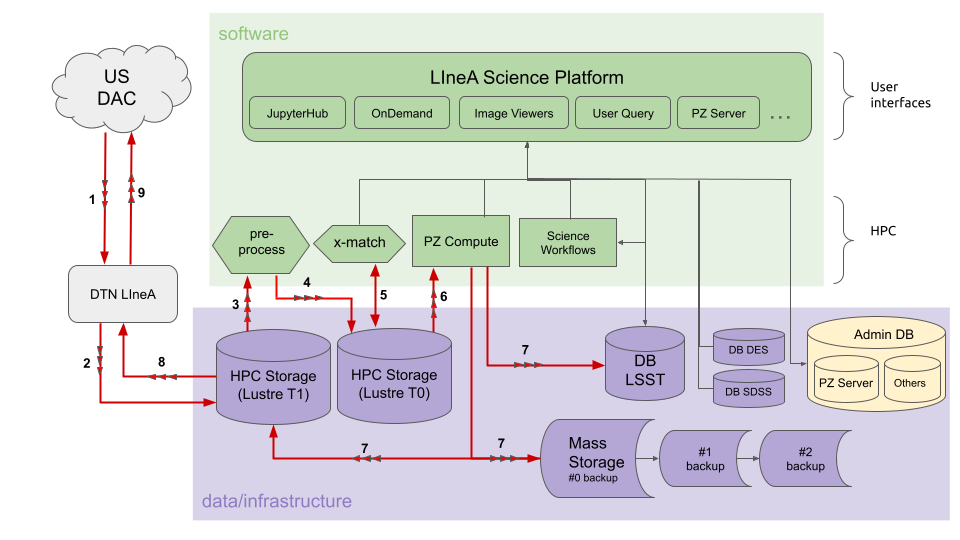 software
US
DAC
LIneA Science Platform
JupyterHub
OnDemand
Image Viewers
User Query
PZ Server
...
User
interfaces
1
9
pre-
process
x-match
PZ Compute
Science
Workflows
HPC
DTN LIneA
3
4
5
6
2
8
7
HPC Storage
(Lustre T1)
HPC Storage
(Lustre T0)
DB
LSST
DB DES
DB SDSS
Admin DB
PZ Server
Others
7
7
Mass
Storage
#0 backup
#1
backup
#2
backup
data/infrastructure